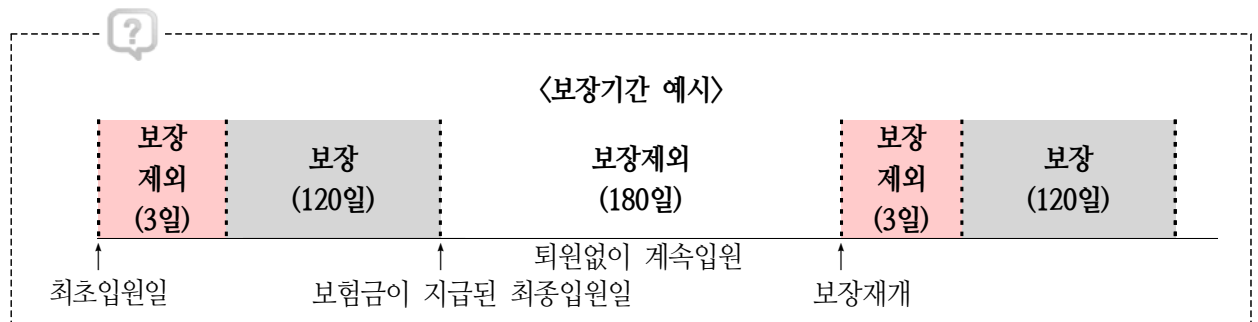 ?
〈보장기간 예시〉
보장
제외
(3일)
보장
(120일)
보장제외
(180일)
보장
제외
(3일)
보장
(120일)
퇴원없이 계속입원
최초입원일
보험금이 지급된 최종입원일
보장재개